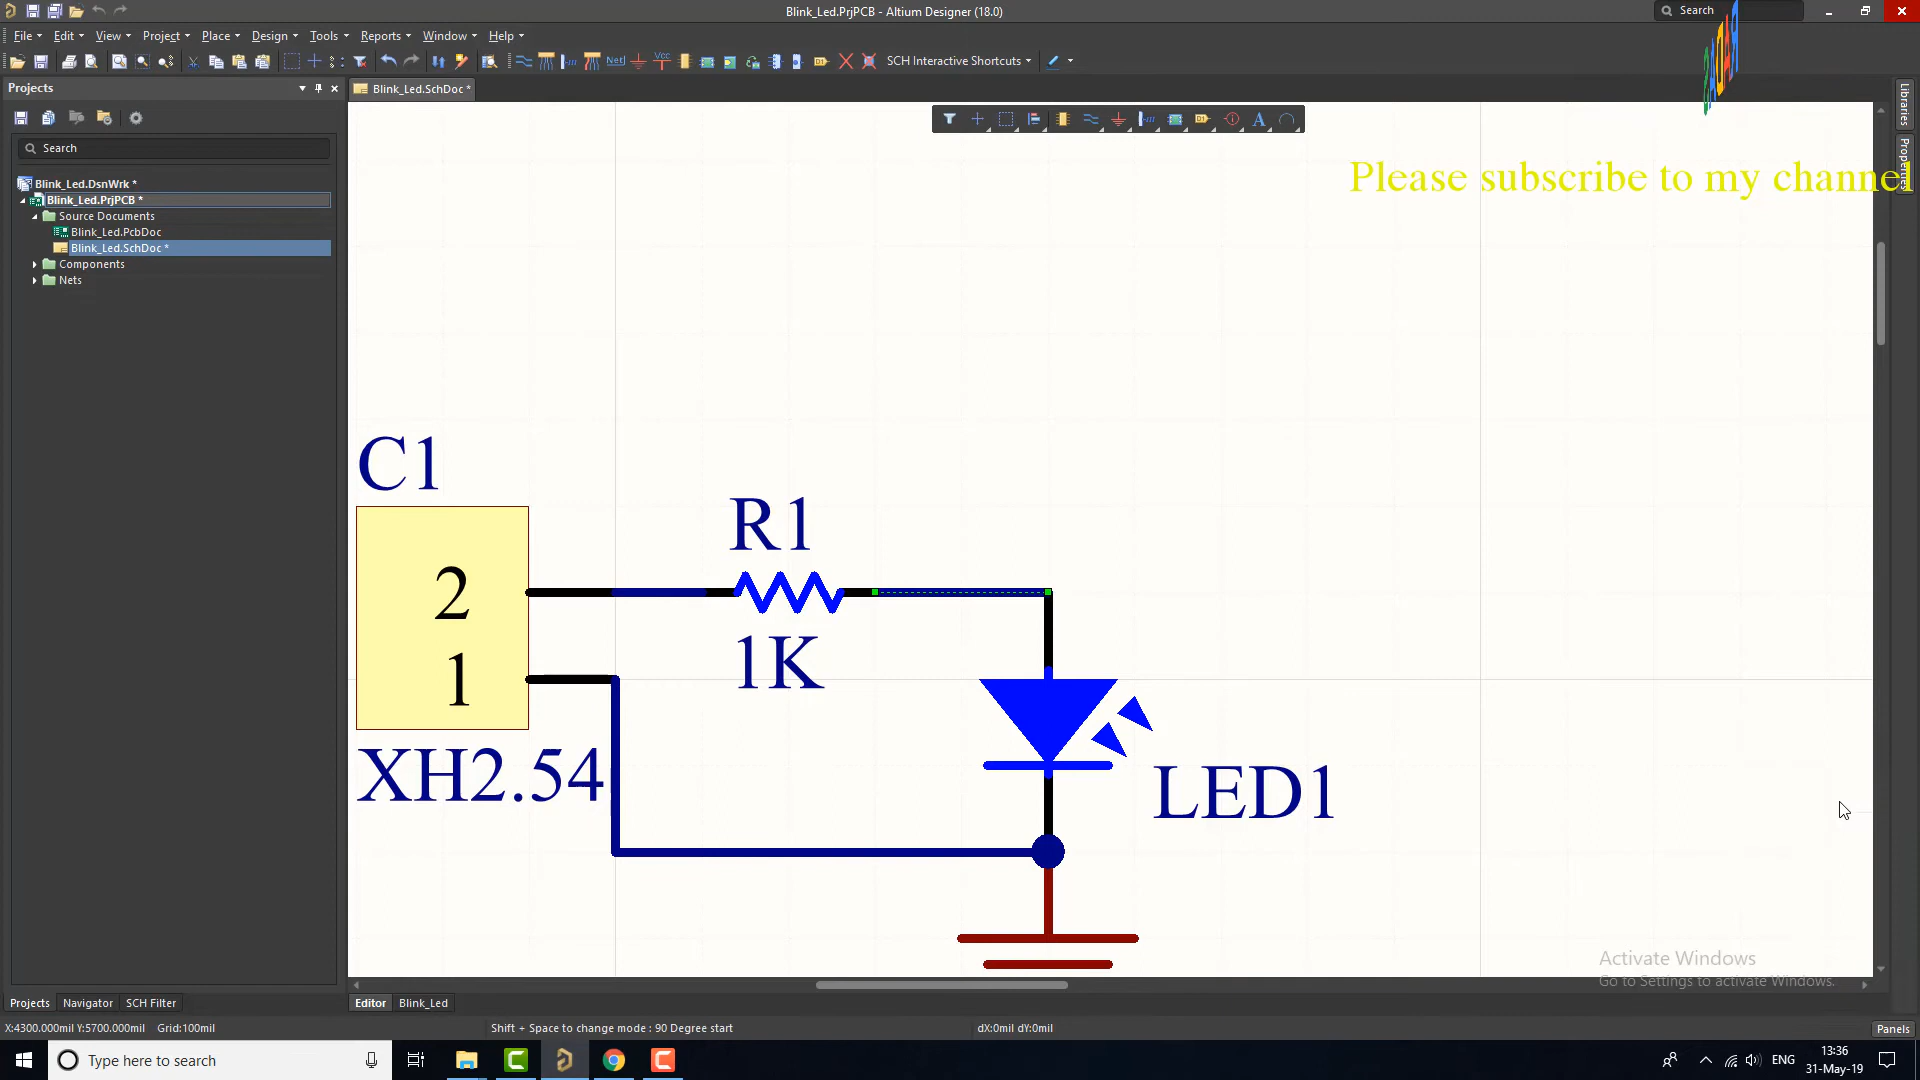 Blink_Led.PrjPCB - Altium Designer (18.0)
Search
File Edit View Project Place Design Tools Reports Window Help
Net
Vcc
SCH Interactive Shortcuts
Projects
Blink_Led.SchDoc *
Search
Blink_Led.DsnWrk *
Blink_Led.PrjPCB *
Source Documents
Blink_Led.PcbDoc
Blink_Led.SchDoc *
Components
Nets
Libraries
Properties
Please subscribe to my channel
C1
2
1
XH2.54
R1
1K
LED1
Activate Windows
Go to Settings to activate Windows.
Projects Navigator SCH Filter
Editor Blink_Led
X:4300.000mil Y:5700.000mil Grid:100mil
Shift + Space to change mode : 90 Degree start
dX:0mil dY:0mil
Panels
Type here to search
ENG
13:36
31-May-19